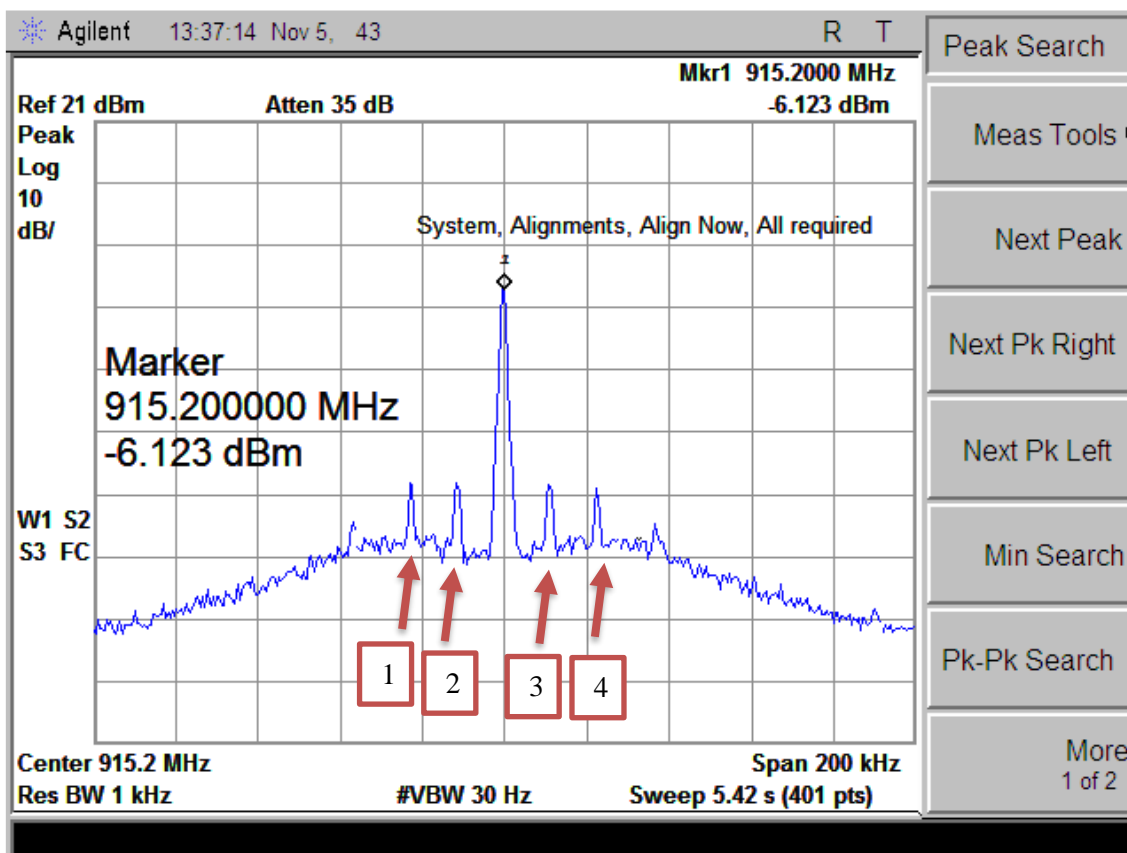 Agilent 13:37:14 Nov 5, 43 R T
Peak Search
Mkr1 915.2000 MHz
Ref 21 dBm Atten 35 dB -6.123 dBm
Peak
Log
10
dB/
System, Alignments, Align Now, All required
1
Marker
915.200000 MHz
-6.123 dBm
W1 S2
S3 FC
1
2
3
4
Center 915.2 MHz Span 200 kHz
Res BW 1 kHz #VBW 30 Hz Sweep 5.42 s (401 pts)
Meas Tools
Next Peak
Next Pk Right
Next Pk Left
Min Search
Pk-Pk Search
More
1 of 2